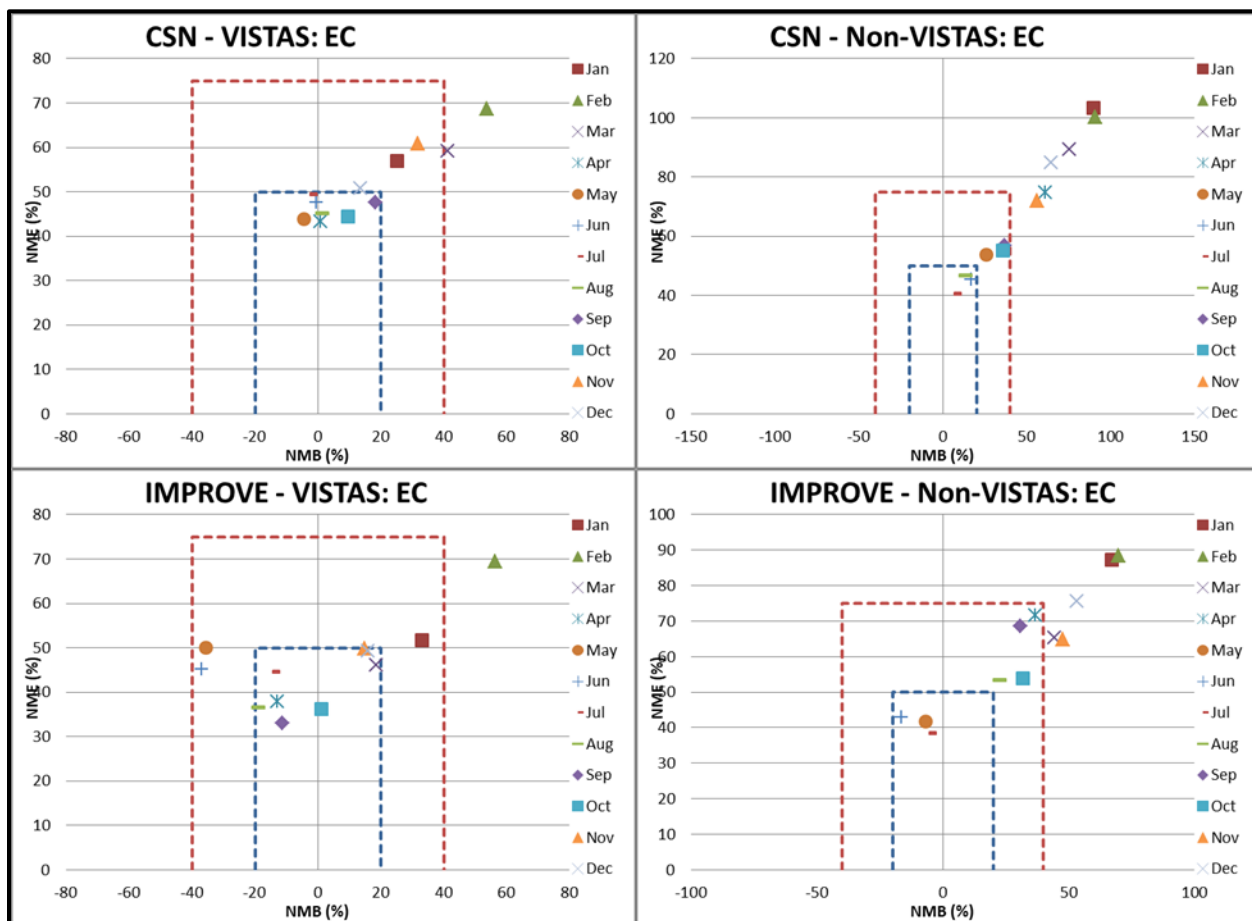 CSN - VISTAS: EC
80
70
60
50
40
30
20
10
0
NME (%)
-80 -60 -40 -20 0 20 40 60 80
NMB (%)
Jan
Feb
Mar
Apr
May
Jun
Jul
Aug
Sep
Oct
Nov
Dec
CSN - Non-VISTAS: EC
120
100
80
60
40
20
0
NME (%)
-150 -100 -50 0 50 100 150
NMB (%)
Jan
Feb
Mar
Apr
May
Jun
Jul
Aug
Sep
Oct
Nov
Dec
IMPROVE - VISTAS: EC
80
70
60
50
40
30
20
10
0
NME (%)
-80 -60 -40 -20 0 20 40 60 80
NMB (%)
Jan
Feb
Mar
Apr
May
Jun
Jul
Aug
Sep
Oct
Nov
Dec
IMPROVE - Non-VISTAS: EC
100
90
80
70
60
50
40
30
20
10
0
NME (%)
-100 -50 0 50 100
NMB (%)
Jan
Feb
Mar
Apr
May
Jun
Jul
Aug
Sep
Oct
Nov
Dec